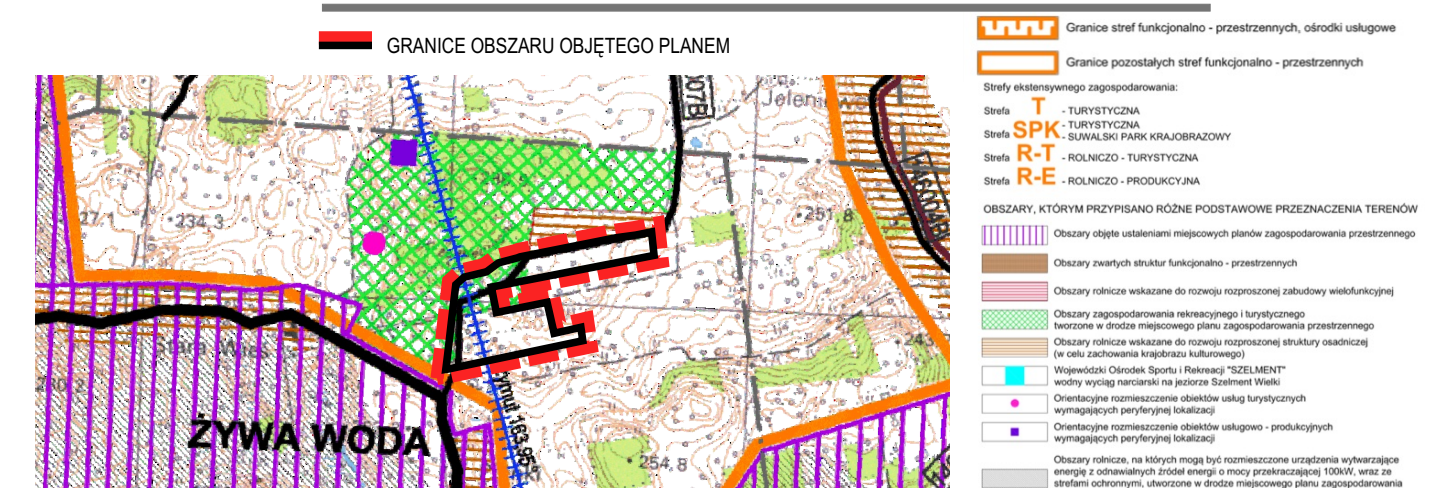 GRANICE OBSZARU OBJĘTEGO PLANEM
Granice stref funkcjonalno - przestrzennych, ośrodki usługowe
Granice pozostałych stref funkcjonalno - przestrzennych
Strefy ekstensywnego zagospodarowania:
Strefa T - TURYSTYCZNA
Strefa SPK - TURYSTYCZNA
- SUWALSKI PARK KRAJOBRAZOWY
Strefa R-T - ROLNICZO - TURYSTYCZNA
Strefa R-E - ROLNICZO - PRODUKCYJNA
OBSZARY, KTÓRYM PRZYPISANO RÓŻNE PODSTAWOWE PRZEZNACZENIA TERENÓW
Obszary objęte ustaleniami miejscowych planów zagospodarowania przestrzennego
Obszary zwartych struktur funkcjonalno - przestrzennych
Obszary rolnicze wskazane do rozwoju rozproszonej zabudowy wielofunkcyjnej
Obszary zagospodarowania rekreacyjnego i turystycznego
tworzone w drodze miejscowego planu zagospodarowania przestrzennego
Obszary rolnicze wskazane do rozwoju rozproszonej struktury osadniczej
(w celu zachowania krajobrazu kulturowego)
Wojewódzki Ośrodek Sportu i Rekreacji "SZELMENT"
wodny wyciąg narciarski na jeziorze Szelment Wielki
Orientacyjne rozmieszczenie obiektów usług turystycznych
wymagających peryferyjnej lokalizacji
Orientacyjne rozmieszczenie obiektów usługowo - produkcyjnych
wymagających peryferyjnej lokalizacji
Obszary rolnicze, na których mogą być rozmieszczone urządzenia wytwarzające
energię z odnawialnych źródeł energii o mocy przekraczającej 100kW, wraz ze
strefami ochronnymi, utworzone w drodze miejscowego planu zagospodarowania
234,3
251,8
Stara Wieś
ŻYWA WODA
254,8